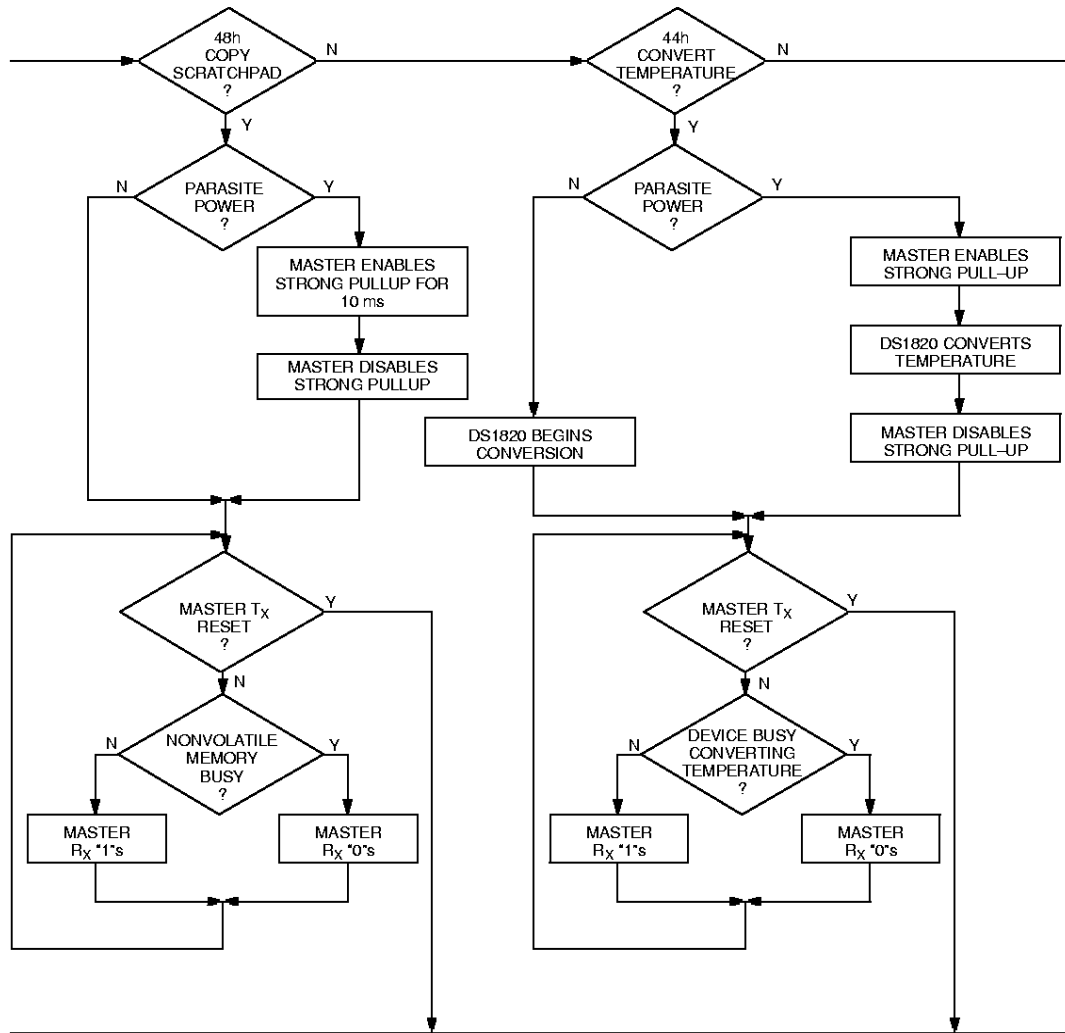 48h
COPY
SCRATCHPAD
?
N
Y
44h
CONVERT
TEMPERATURE
?
N
Y
N
PARASITE
POWER
?
Y
MASTER ENABLES
STRONG PULLUP FOR
10 ms
MASTER DISABLES
STRONG PULLUP
N
PARASITE
POWER
?
Y
MASTER ENABLES
STRONG PULL–UP
DS1820 CONVERTS
TEMPERATURE
MASTER DISABLES
STRONG PULL–UP
DS1820 BEGINS
CONVERSION
MASTER TX
RESET
?
Y
N
N
NONVOLATILE
MEMORY
BUSY
?
Y
MASTER
RX “1”s
MASTER
RX “0”s
MASTER TX
RESET
?
Y
N
N
DEVICE BUSY
CONVERTING
TEMPERATURE
?
Y
MASTER
RX “1”s
MASTER
RX “0”s